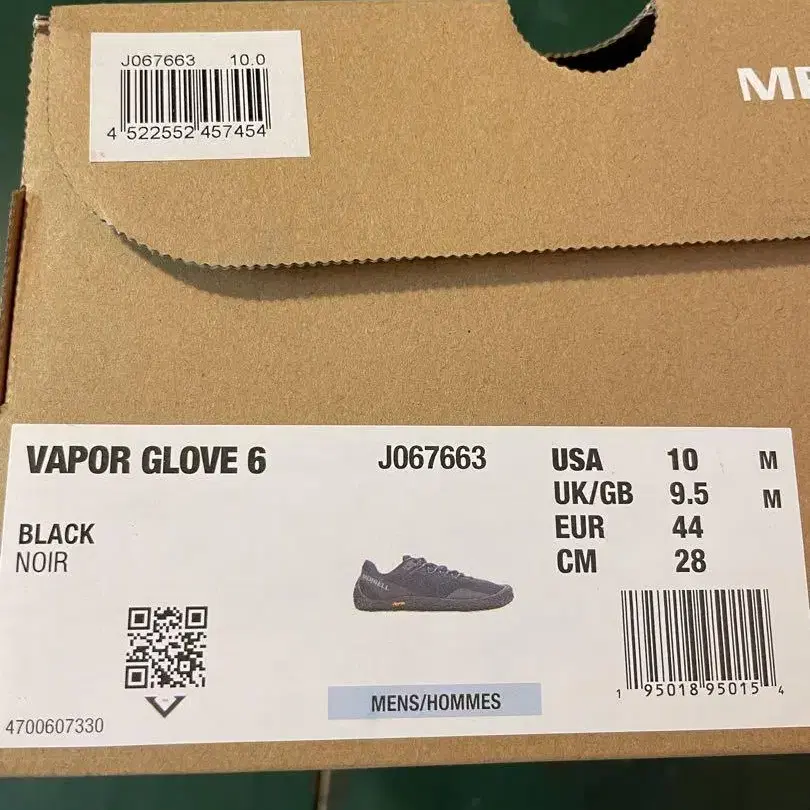 J067663 10.0
4 522552 457454
VAPOR GLOVE 6
J067663
BLACK
NOIR
USA 10 M
UK/GB 9.5 M
EUR 44
CM 28
MERRELL
MENS/HOMMES
4700607330
1 95018 95015 4